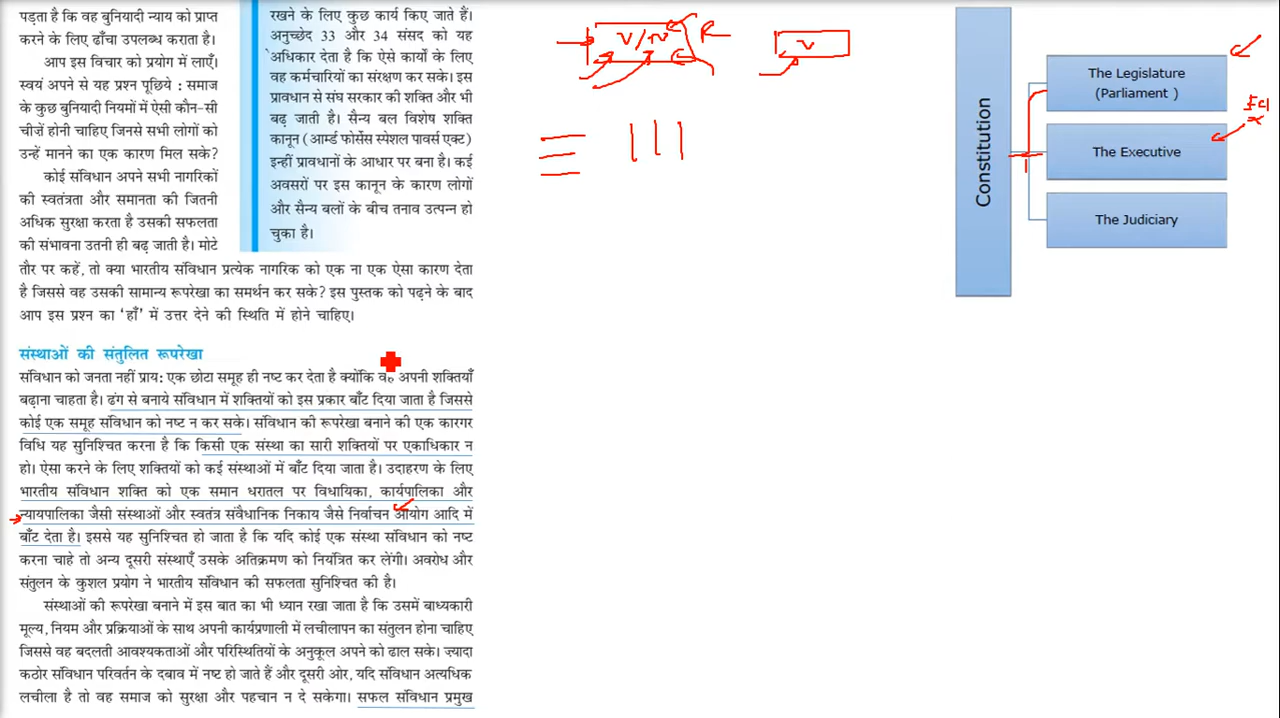 पड़ता है कि वह बुनियादी न्याय को प्राप्त
करने के लिए ढाँचा उपलब्ध कराता है।
आप इस विचार को प्रयोग में लाएँ।
स्वयं अपने से यह प्रश्न पूछिये : समाज
के कुछ बुनियादी नियमों में ऐसी कौन-सी
चीज़ें होनी चाहिए जिनसे सभी लोगों को
उन्हें मानने का एक कारण मिल सके?
कोई संविधान अपने सभी नागरिकों
की स्वतंत्रता और समानता की जितनी
अधिक सुरक्षा करता है उसकी सफलता
की संभावना उतनी ही बढ़ जाती है। मोटे
तौर पर कहें, तो क्या भारतीय संविधान प्रत्येक नागरिक को एक ना एक ऐसा कारण देता
है जिससे वह उसकी सामान्य रूपरेखा का समर्थन कर सके? इस पुस्तक को पढ़ने के बाद
आप इस प्रश्न का ‘हाँ’ में उत्तर देने की स्थिति में होने चाहिए।
रखने के लिए कुछ कार्य किए जाते हैं।
अनुच्छेद 33 और 34 संसद को यह
अधिकार देता है कि ऐसे कार्यों के लिए
वह कर्मचारियों का संरक्षण कर सके। इस
प्रावधान से संघ सरकार की शक्ति और भी
बढ़ जाती है। सैन्य बल विशेष शक्ति
कानून (आर्म्ड फोर्सेस स्पेशल पावर्स एक्ट)
इन्हीं प्रावधानों के आधार पर बना है। कई
अवसरों पर इस कानून के कारण लोगों
और सैन्य बलों के बीच तनाव उत्पन्न हो
चुका है।
संस्थाओं की संतुलित रूपरेखा
संविधान को जनता नहीं प्राय: एक छोटा समूह ही नष्ट कर देता है क्योंकि वह अपनी शक्तियाँ
बढ़ाना चाहता है। ढंग से बनाये संविधान में शक्तियों को इस प्रकार बाँट दिया जाता है जिससे
कोई एक समूह संविधान को नष्ट न कर सके। संविधान की रूपरेखा बनाने की एक कारगर
विधि यह सुनिश्चित करना है कि किसी एक संस्था का सारी शक्तियों पर एकाधिकार न
हो। ऐसा करने के लिए शक्तियों को कई संस्थाओं में बाँट दिया जाता है। उदाहरण के लिए
भारतीय संविधान शक्ति को एक समान धरातल पर विधायिका, कार्यपालिका और
न्यायपालिका जैसी संस्थाओं और स्वतंत्र संवैधानिक निकाय जैसे निर्वाचन आयोग आदि में
बाँट देता है। इससे यह सुनिश्चित हो जाता है कि यदि कोई एक संस्था संविधान को नष्ट
करना चाहे तो अन्य दूसरी संस्थाएँ उसके अतिक्रमण को नियंत्रित कर लेंगी। अवरोध और
संतुलन के कुशल प्रयोग ने भारतीय संविधान की सफलता सुनिश्चित की है।
संस्थाओं की रूपरेखा बनाने में इस बात का भी ध्यान रखा जाता है कि उसमें बाध्यकारी
मूल्य, नियम और प्रक्रियाओं के साथ अपनी कार्यप्रणाली में लचीलापन का संतुलन होना चाहिए
जिससे वह बदलती आवश्यकताओं और परिस्थितियों के अनुकूल अपने को ढाल सके। ज़्यादा
कठोर संविधान परिवर्तन के दबाव में नष्ट हो जाते हैं और दूसरी ओर, यदि संविधान अत्यधिक
लचीला है तो वह समाज को सुरक्षा और पहचान न दे सकेगा। सफल संविधान प्रमुख
Constitution
The Legislature
(Parliament )
The Executive
The Judiciary